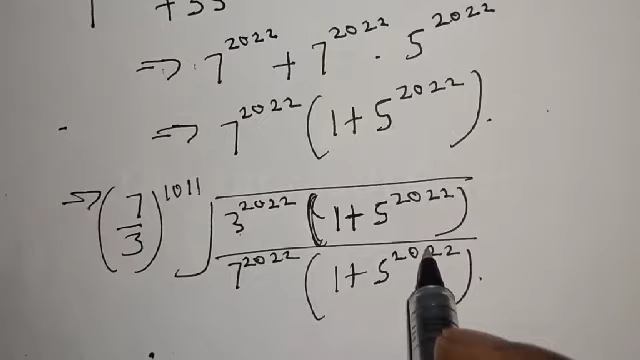 ⇒ 7^2022 + 7^2022 · 5^2022
⇒ 7^2022 (1 + 5^2022).
⇒ (7/3)^1011 √(3^2022 (1 + 5^2022) / 7^2022 (1 + 5^2022)).